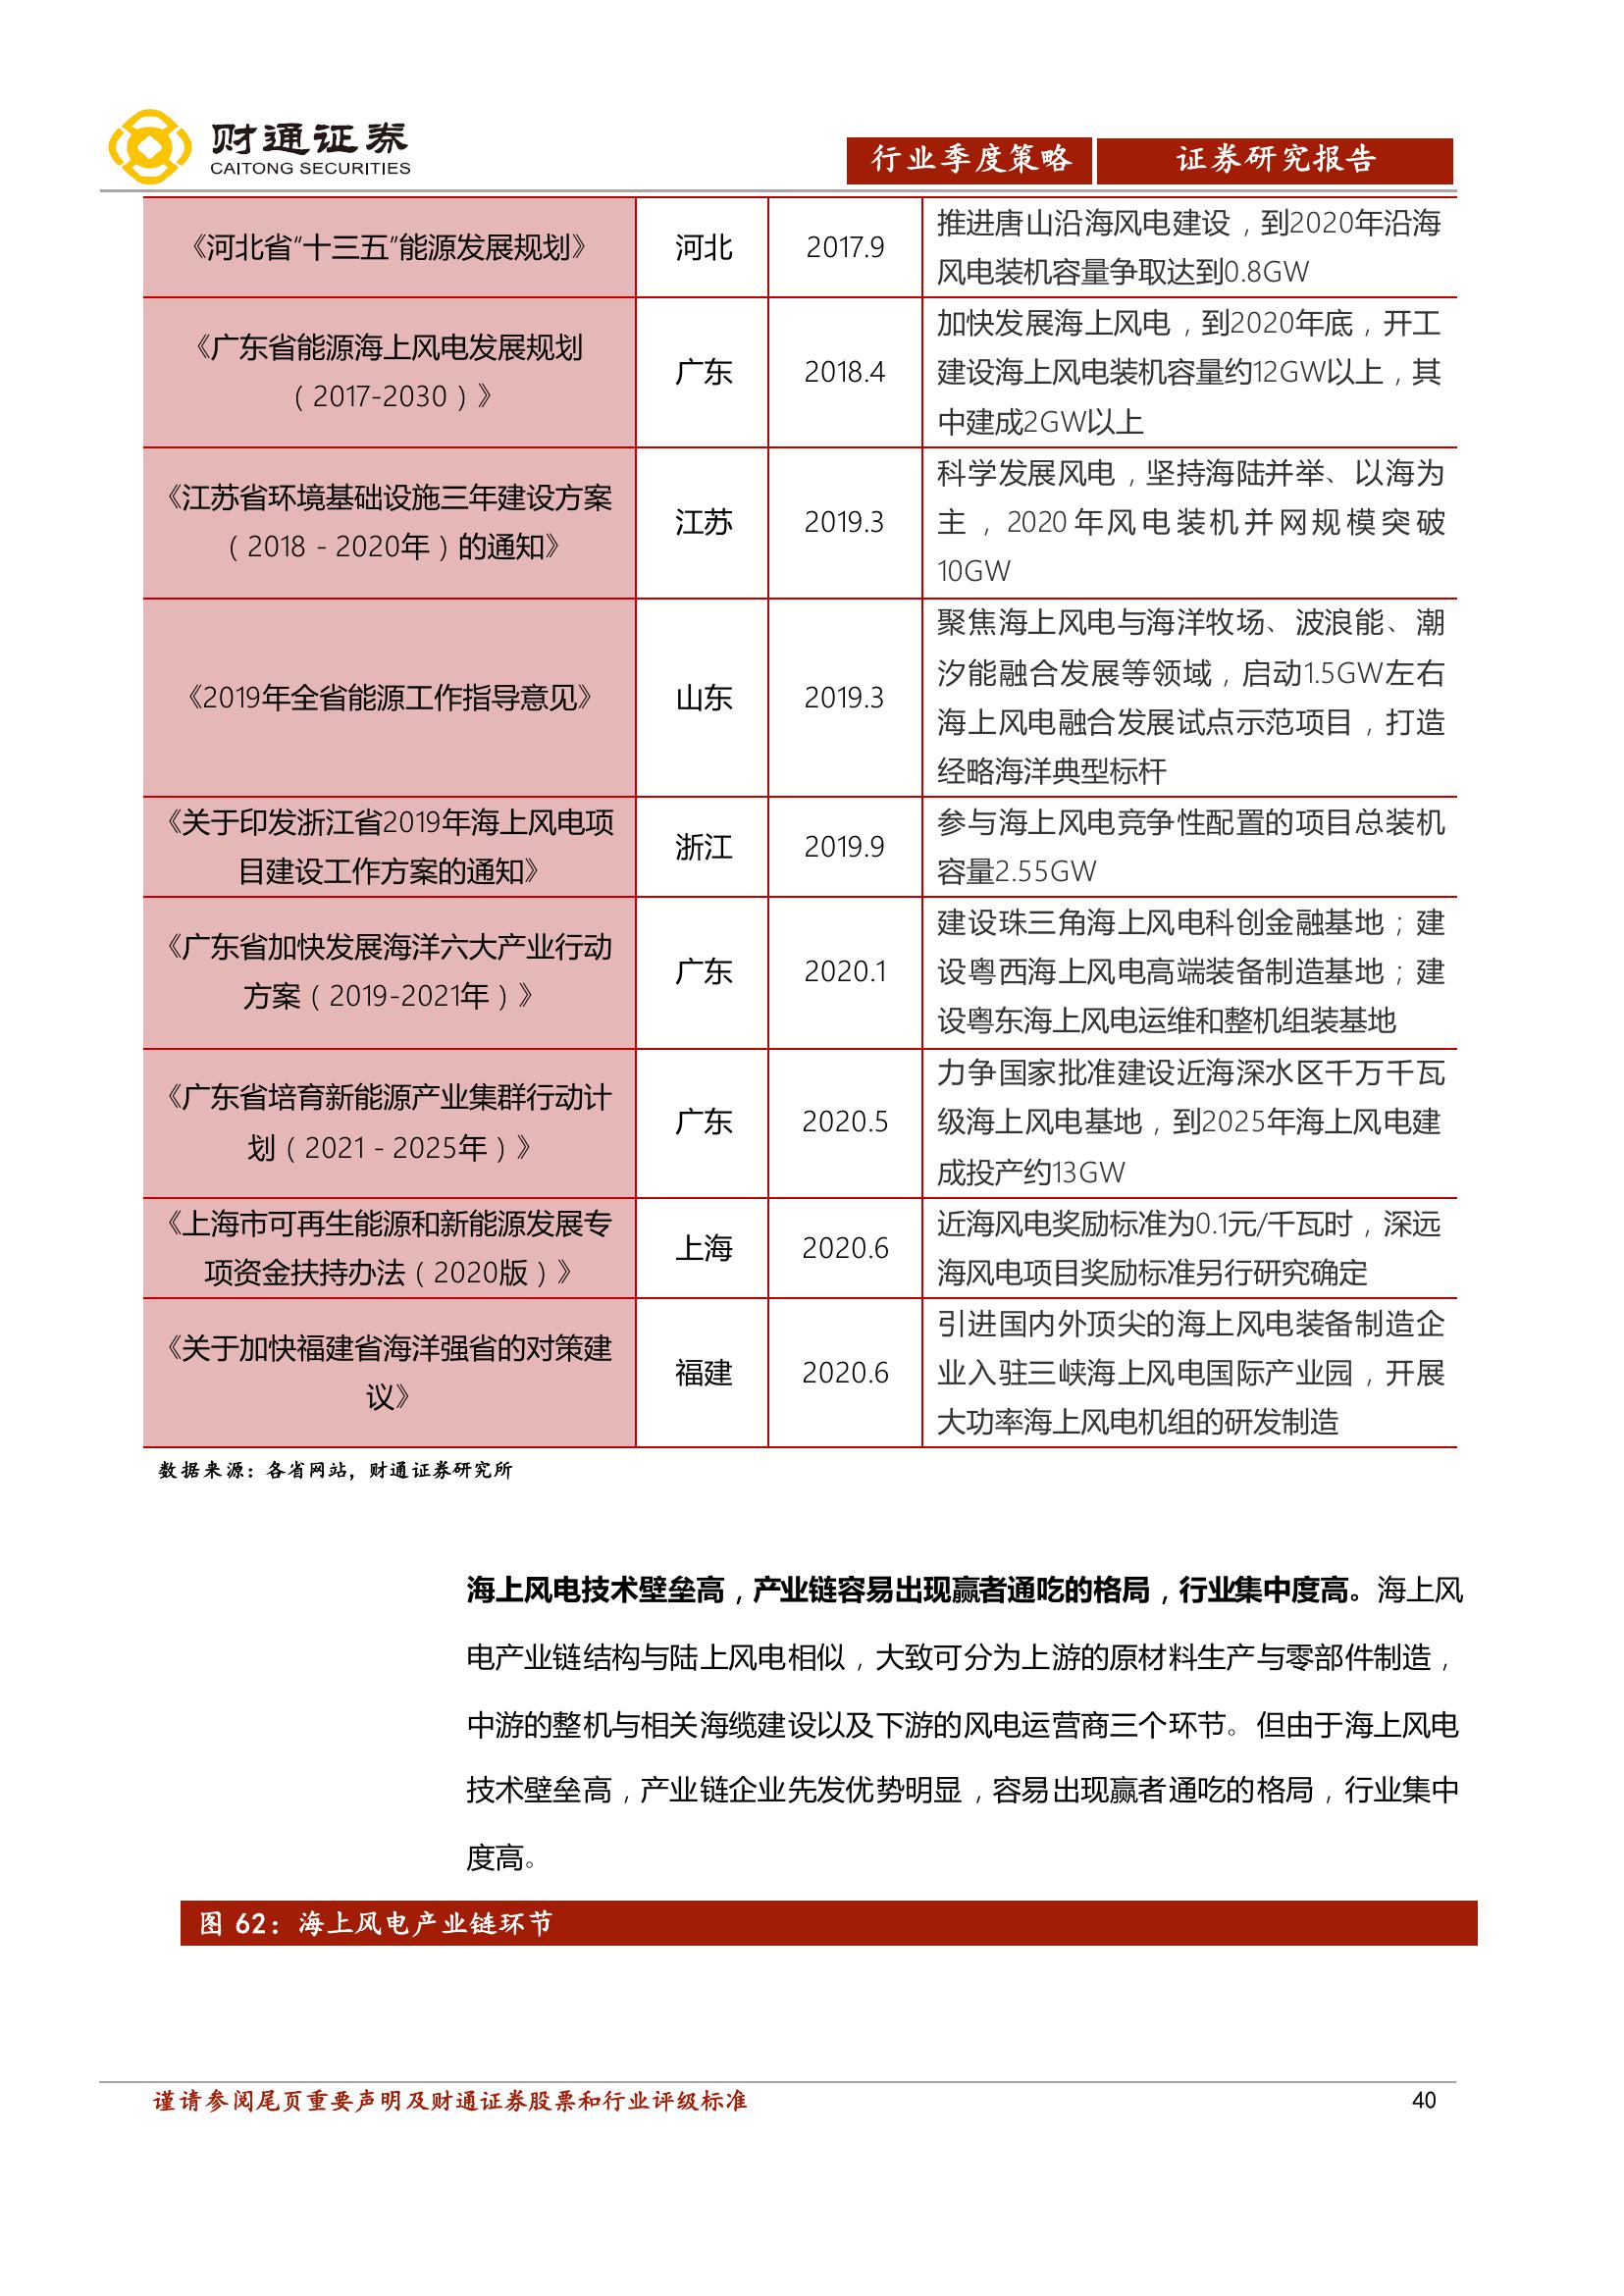 财通证券
CAITONG SECURITIES
行业季度策略 证券研究报告
《河北省“十三五”能源发展规划》 河北 2017.9 推进唐山沿海风电建设，到2020年沿海
风电装机容量争取达到0.8GW
《广东省能源海上风电发展规划
（2017-2030）》
广东 2018.4
加快发展海上风电，到2020年底，开工
建设海上风电装机容量约12GW以上，其
中建成2GW以上
《江苏省环境基础设施三年建设方案
（2018－2020年）的通知》
江苏 2019.3
科学发展风电，坚持海陆并举、以海为
主，2020年风电装机并网规模突破
10GW
《2019年全省能源工作指导意见》 山东 2019.3
聚焦海上风电与海洋牧场、波浪能、潮
汐能融合发展等领域，启动1.5GW左右
海上风电融合发展试点示范项目，打造
经略海洋典型标杆
《关于印发浙江省2019年海上风电项
目建设工作方案的通知》
浙江 2019.9
参与海上风电竞争性配置的项目总装机
容量2.55GW
《广东省加快发展海洋六大产业行动
方案（2019-2021年）》
广东 2020.1
建设珠三角海上风电科创金融基地；建
设粤西海上风电高端装备制造基地；建
设粤东海上风电运维和整机组装基地
《广东省培育新能源产业集群行动计
划（2021－2025年）》
广东 2020.5
力争国家批准建设近海深水区千万千瓦
级海上风电基地，到2025年海上风电建
成投产约13GW
《上海市可再生能源和新能源发展专
项资金扶持办法（2020版）》
上海 2020.6
近海风电奖励标准为0.1元/千瓦时，深远
海风电项目奖励标准另行研究确定
《关于加快福建省海洋强省的对策建
议》
福建 2020.6
引进国内外顶尖的海上风电装备制造企
业入驻三峡海上风电国际产业园，开展
大功率海上风电机组的研发制造
数据来源：各省网站，财通证券研究所
海上风电技术壁垒高，产业链容易出现赢者通吃的格局，行业集中度高。海上风
电产业链结构与陆上风电相似，大致可分为上游的原材料生产与零部件制造，
中游的整机与相关海缆建设以及下游的风电运营商三个环节。但由于海上风电
技术壁垒高，产业链企业先发优势明显，容易出现赢者通吃的格局，行业集中
度高。
图 62：海上风电产业链环节
谨请参阅尾页重要声明及财通证券股票和行业评级标准 40